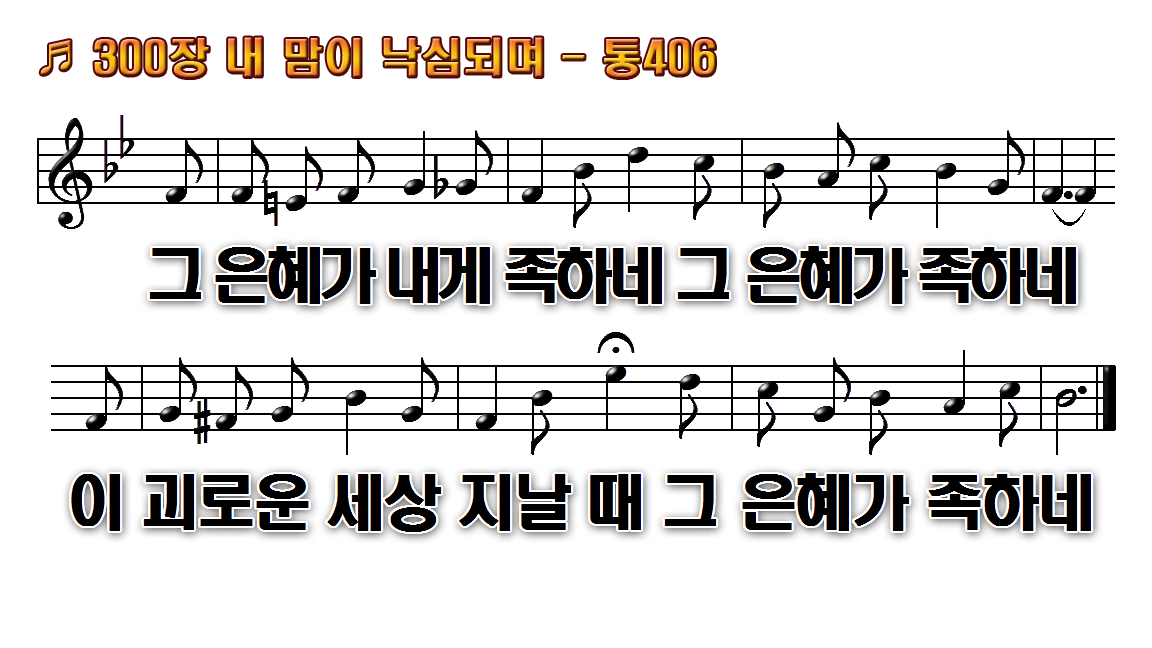 ♬ 300장 내 맘이 낙심되며 - 통406
그 은혜가 내게 족하네 그 은혜가 족하네
이 괴로운 세상 지날 때 그 은혜가 족하네